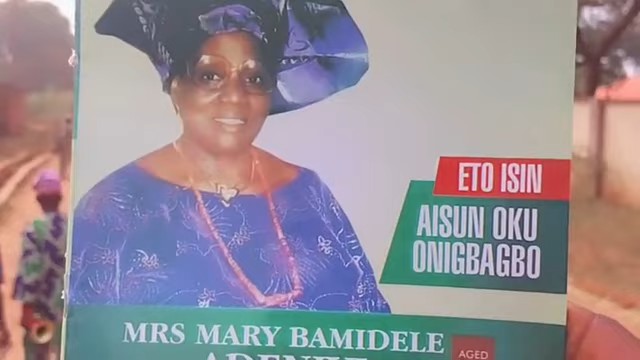 ETO ISIN
AISUN OKU
ONIGBAGBO
MRS MARY BAMIDELE
AGED